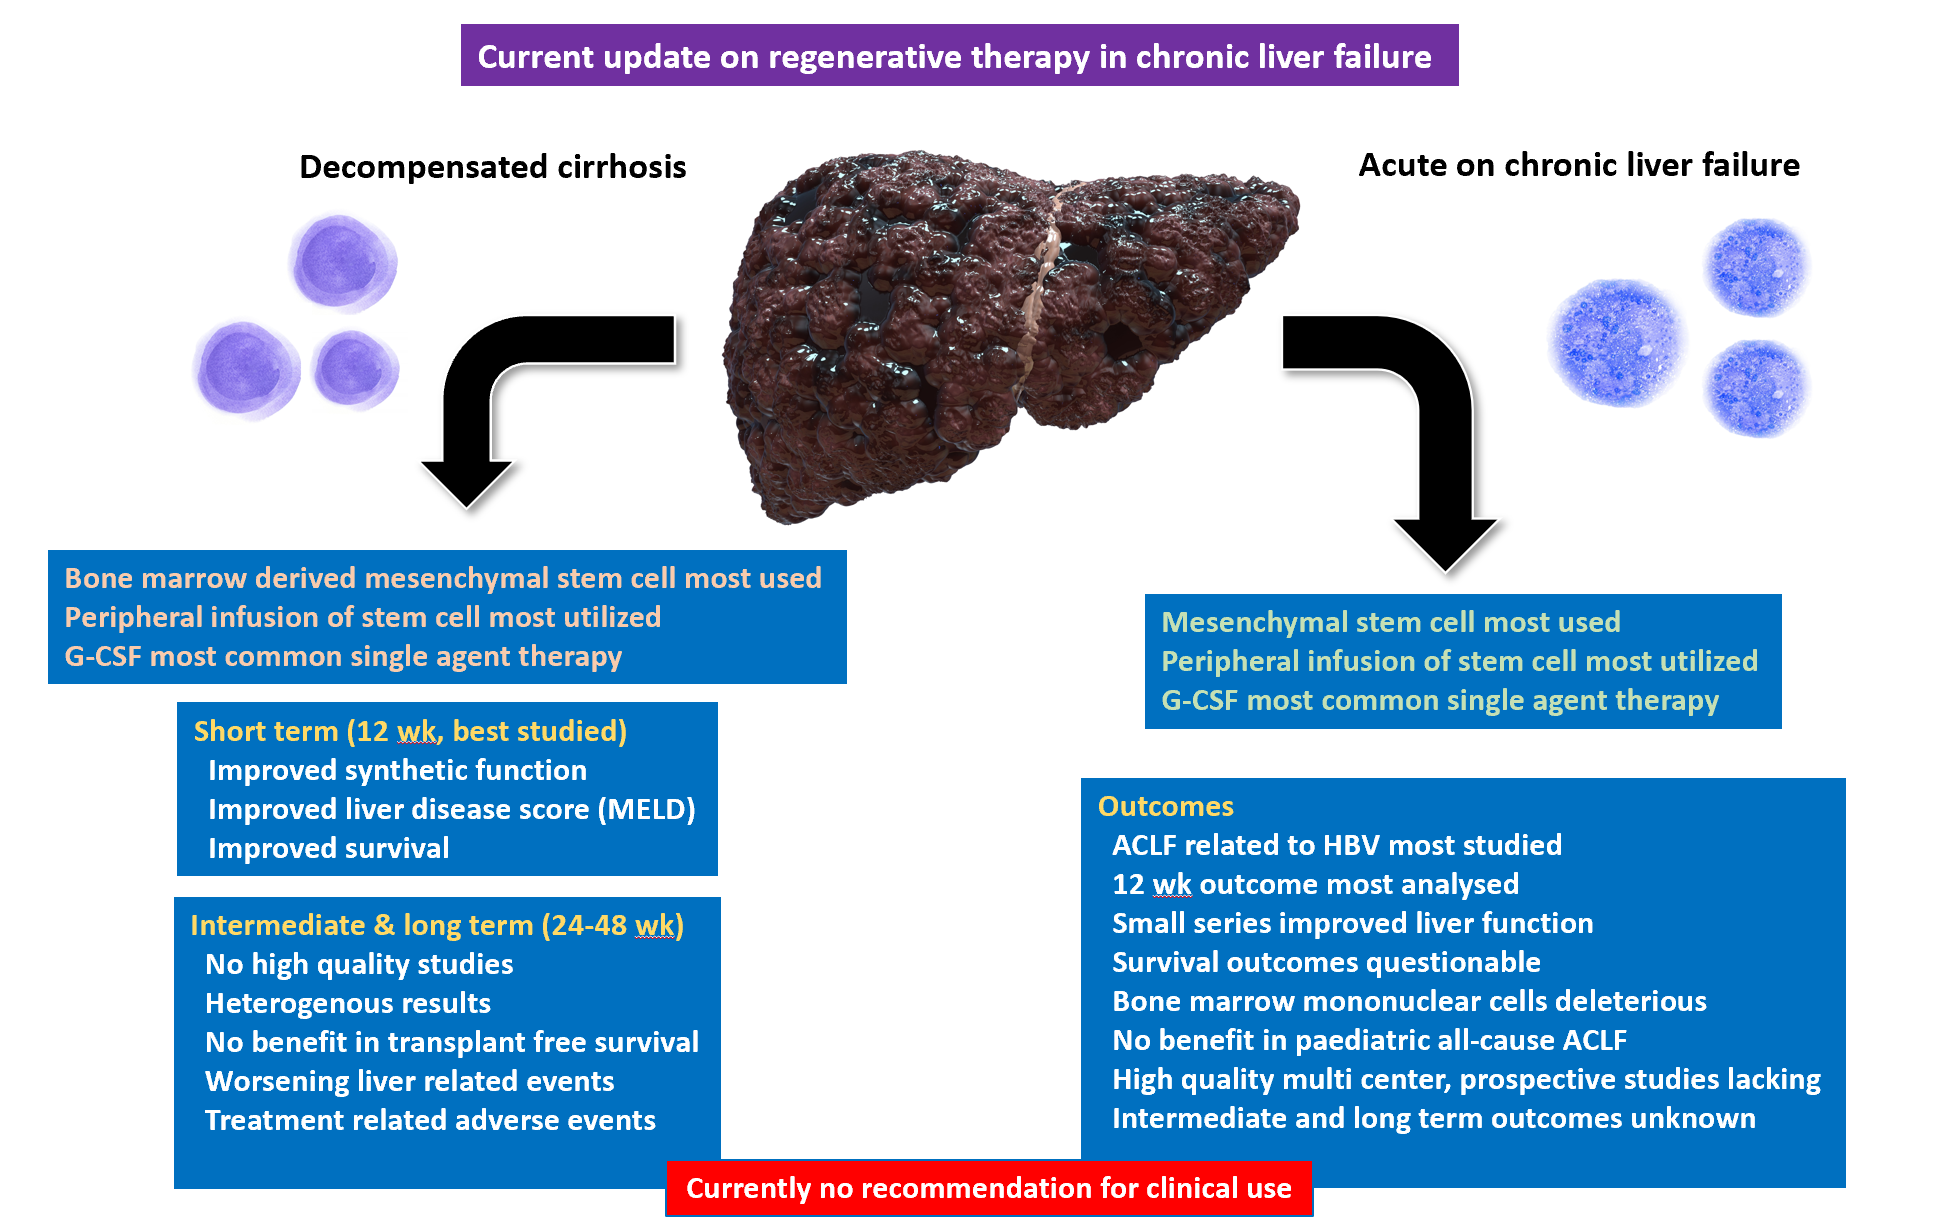 Current update on regenerative therapy in chronic liver failure
Decompensated cirrhosis
Acute on chronic liver failure
Bone marrow derived mesenchymal stem cell most used
Peripheral infusion of stem cell most utilized
G-CSF most common single agent therapy
Short term (12 wk, best studied)
Improved synthetic function
Improved liver disease score (MELD)
Improved survival
Intermediate & long term (24-48 wk)
No high quality studies
Heterogenous results
No benefit in transplant free survival
Worsening liver related events
Treatment related adverse events
Mesenchymal stem cell most used
Peripheral infusion of stem cell most utilized
G-CSF most common single agent therapy
Outcomes
ACLF related to HBV most studied
12 wk outcome most analysed
Small series improved liver function
Survival outcomes questionable
Bone marrow mononuclear cells deleterious
No benefit in paediatric all-cause ACLF
High quality multi center, prospective studies lacking
Intermediate and long term outcomes unknown
Currently no recommendation for clinical use